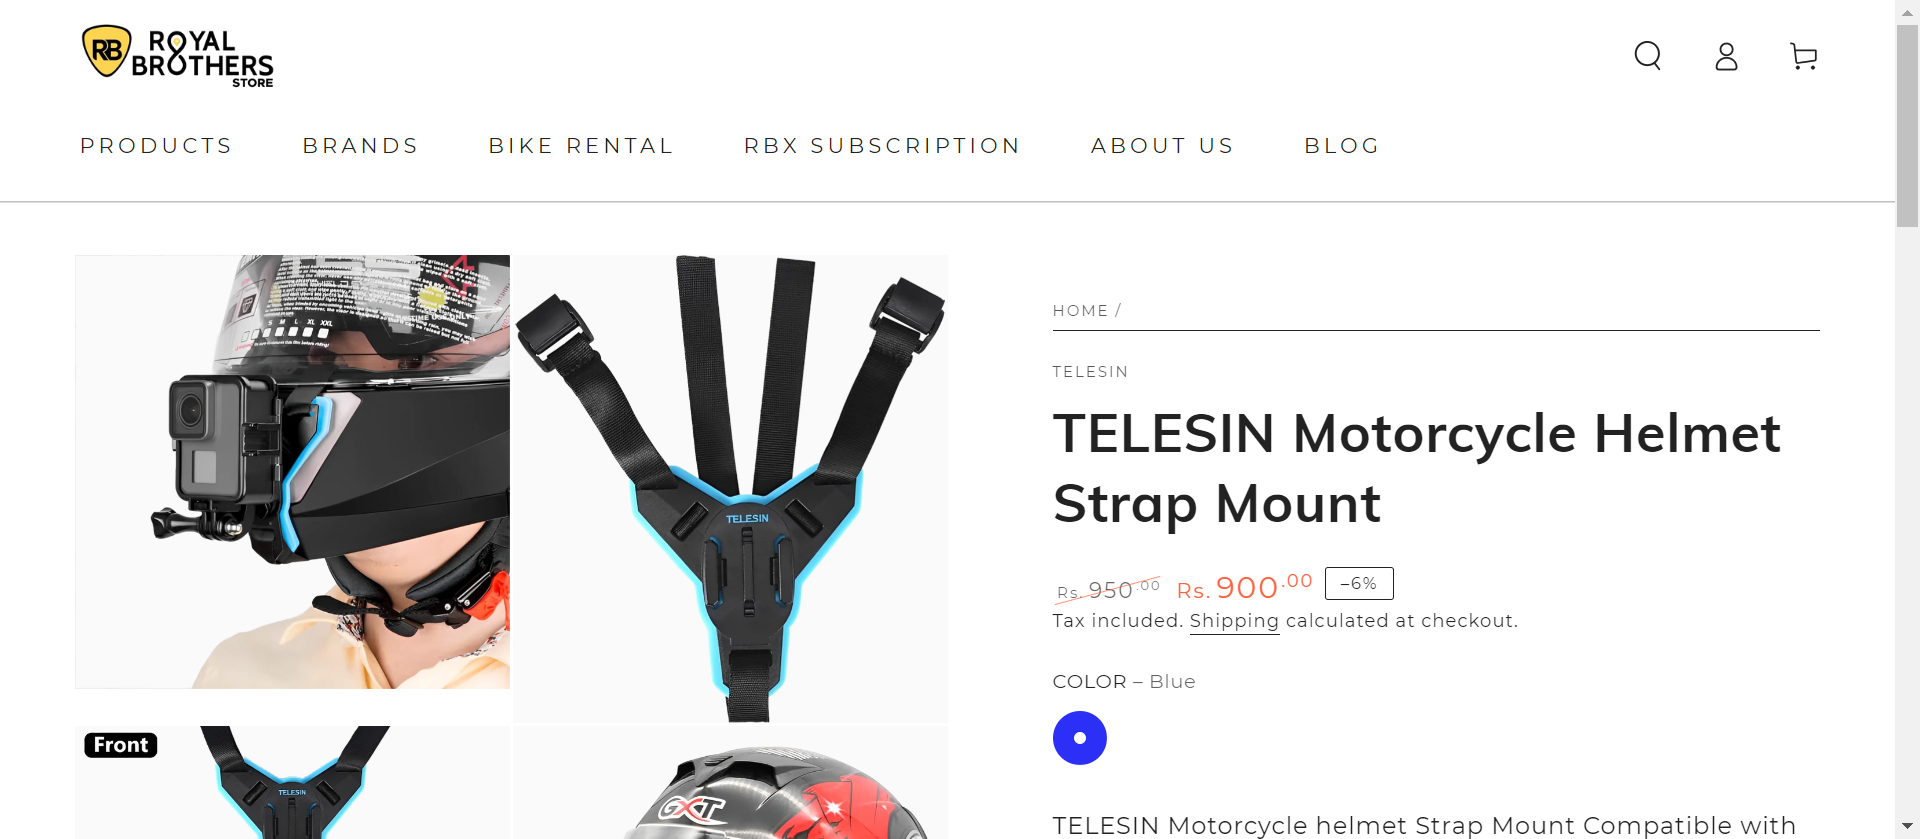 RB ROYAL
BROTHERS
STORE
PRODUCTS BRANDS BIKE RENTAL RBX SUBSCRIPTION ABOUT US BLOG
S M L XL XXL
TELESIN
HOME /
TELESIN
TELESIN Motorcycle Helmet
Strap Mount
Rs. 950.00 Rs. 900.00 –6%
Tax included. Shipping calculated at checkout.
COLOR – Blue
Front
TELESIN
GXT
TELESIN Motorcycle helmet Strap Mount Compatible with